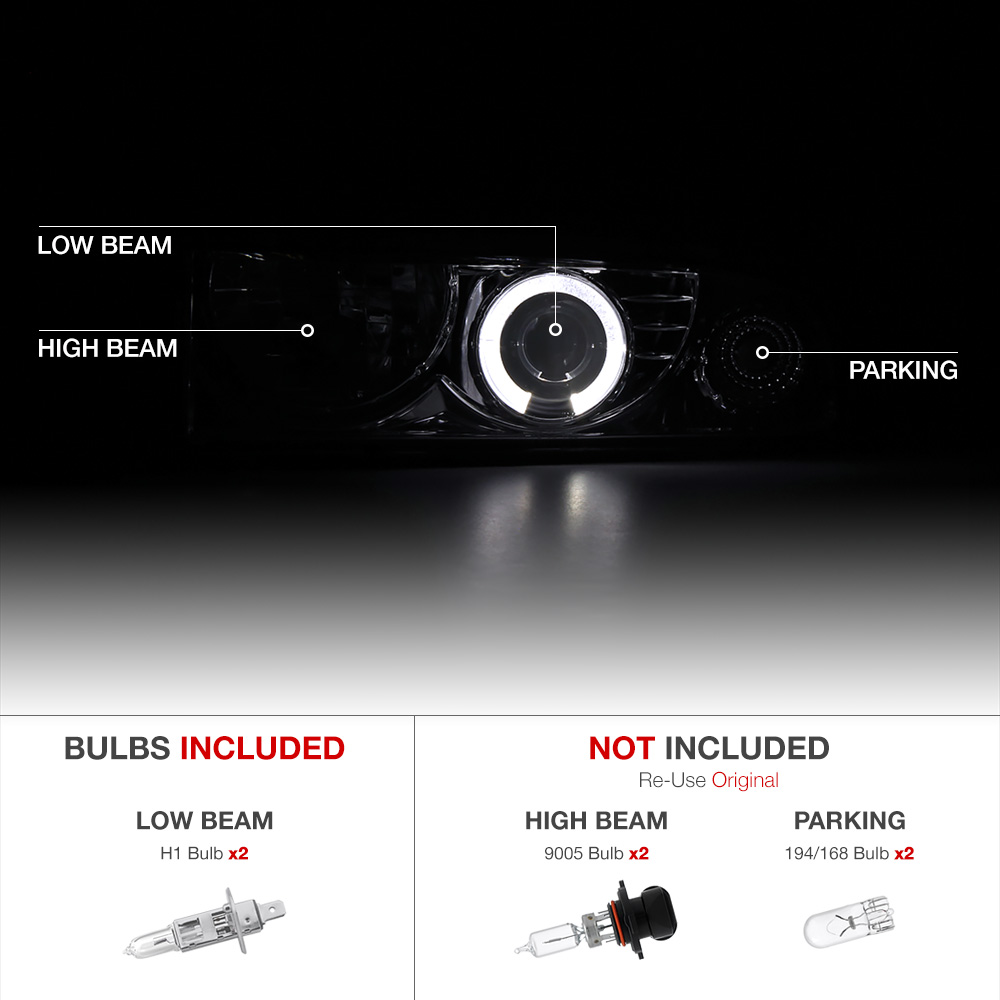 LOW BEAM
HIGH BEAM
PARKING
BULBS INCLUDED
LOW BEAM
H1 Bulb x2
NOT INCLUDED
Re-Use Original
HIGH BEAM
9005 Bulb x2
PARKING
194/168 Bulb x2